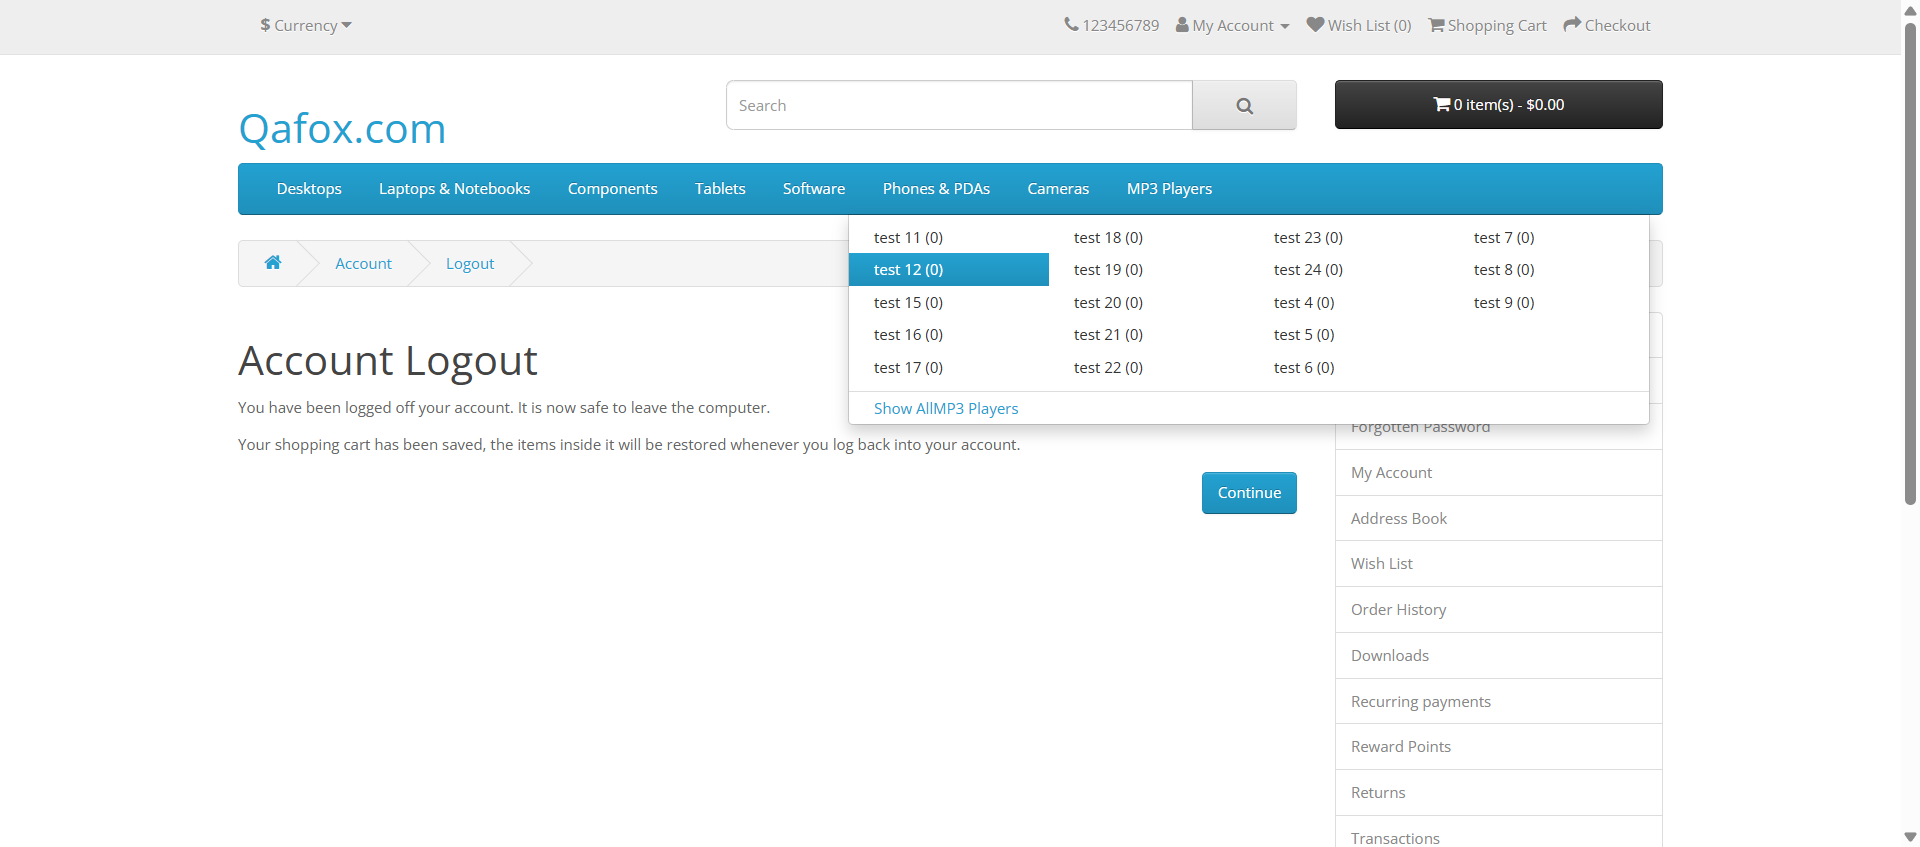 $ Currency
123456789 My Account Wish List (0) Shopping Cart Checkout
Qafox.com
Search
0 item(s) - $0.00
Desktops Laptops & Notebooks Components Tablets Software Phones & PDAs Cameras MP3 Players
Account Logout
test 11 (0) test 18 (0) test 23 (0) test 7 (0)
test 12 (0) test 19 (0) test 24 (0) test 8 (0)
test 15 (0) test 20 (0) test 4 (0) test 9 (0)
test 16 (0) test 21 (0) test 5 (0)
test 17 (0) test 22 (0) test 6 (0)
Show AllMP3 Players
Account Logout
You have been logged off your account. It is now safe to leave the computer.
Your shopping cart has been saved, the items inside it will be restored whenever you log back into your account.
Continue
Forgotten Password
My Account
Address Book
Wish List
Order History
Downloads
Recurring payments
Reward Points
Returns
Transactions